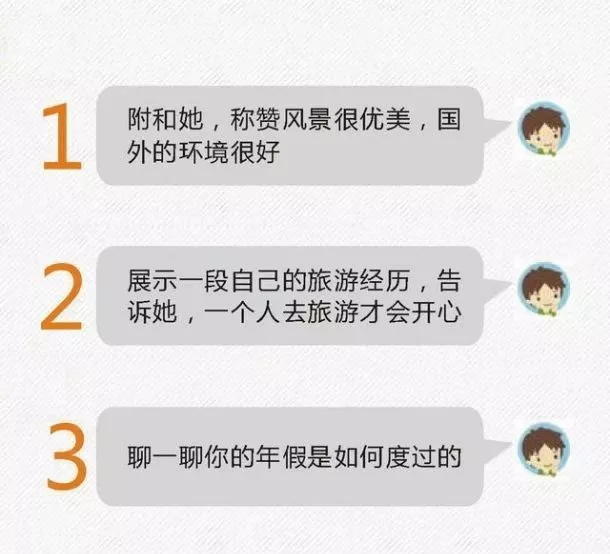 1
附和她，称赞风景很优美，国
外的环境很好
2
展示一段自己的旅游经历，告
诉她，一个人去旅游才会开心
3
聊一聊你的年假是如何度过的